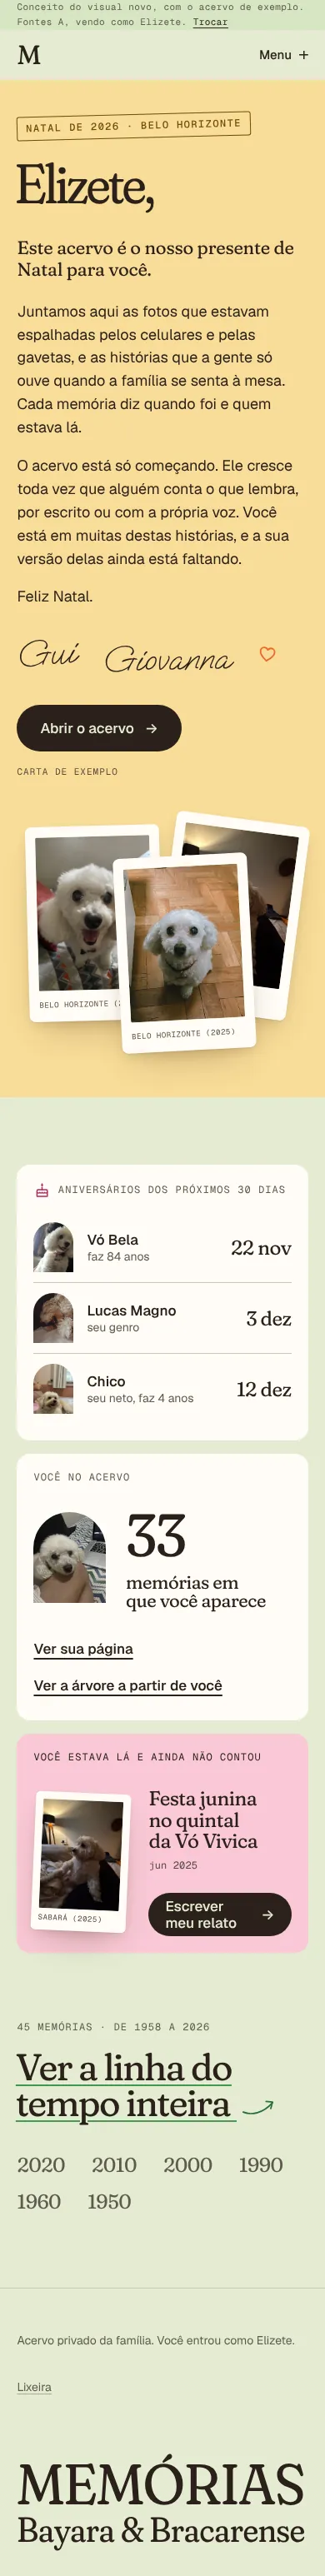 Conceito do visual novo, com o acervo de exemplo.
Fontes A, vendo como Elizete. Trocar
M
Menu +
NATAL DE 2026 · BELO HORIZONTE
Elizete,
Este acervo é o nosso presente de
Natal para você.
Juntamos aqui as fotos que estavam
espalhadas pelos celulares e pelas
gavetas, e as histórias que a gente só
ouve quando a família se senta à mesa.
Cada memória diz quando foi e quem
estava lá.
O acervo está só começando. Ele cresce
toda vez que alguém conta o que lembra,
por escrito ou com a própria voz. Você
está em muitas destas histórias, e a sua
versão delas ainda está faltando.
Feliz Natal.
Gui Giovanna
Abrir o acervo →
CARTA DE EXEMPLO
BELO HORIZONTE (2
BELO HORIZONTE (2025)
ANIVERSÁRIOS DOS PRÓXIMOS 30 DIAS
Vó Bela
faz 84 anos
22 nov
Lucas Magno
seu genro
3 dez
Chico
seu neto, faz 4 anos
12 dez
VOCÊ NO ACERVO
33
memórias em
que você aparece
Ver sua página
Ver a árvore a partir de você
VOCÊ ESTAVA LÁ E AINDA NÃO CONTOU
SABARÁ (2025)
Festa junina
no quintal
da Vó Vivica
jun 2025
Escrever
meu relato →
45 MEMÓRIAS · DE 1958 A 2026
Ver a linha do
tempo inteira
2020 2010 2000 1990
1960 1950
Acervo privado da família. Você entrou como Elizete.
Lixeira
MEMÓRIAS
Bayara & Bracarense